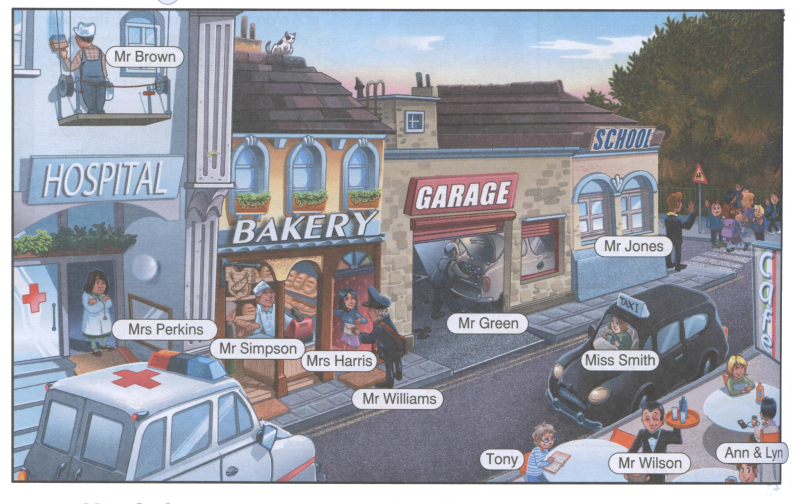 Mr Brown
HOSPITAL
BAKERY
GARAGE
SCHOOL
Mr Jones
Cafe
Mrs Perkins
Mr Simpson
Mrs Harris
Mr Williams
Mr Green
TAXI
Miss Smith
Tony
Mr Wilson
Ann & Lyn